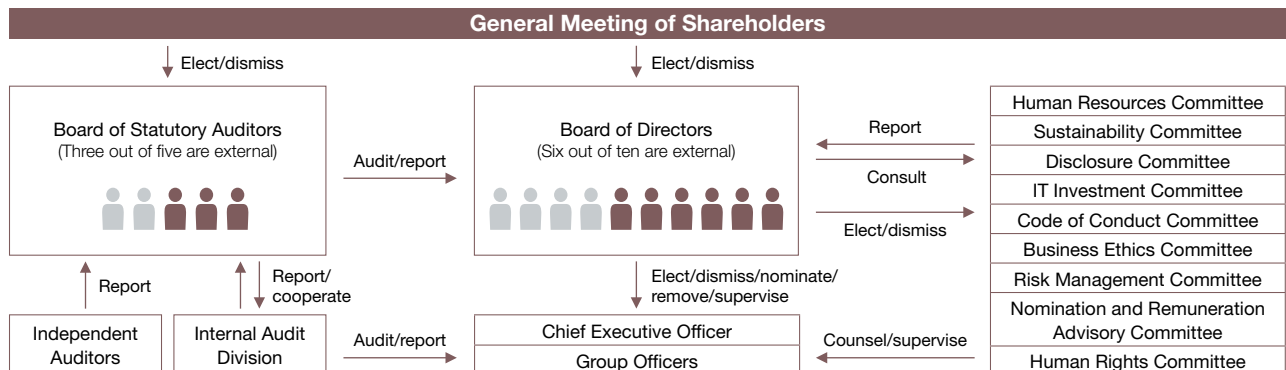 General Meeting of Shareholders
Elect/dismiss
Elect/dismiss
Board of Statutory Auditors
(Three out of five are external)
Audit/report
Board of Directors
(Six out of ten are external)
Report
Consult
Elect/dismiss
Human Resources Committee
Sustainability Committee
Disclosure Committee
IT Investment Committee
Code of Conduct Committee
Business Ethics Committee
Risk Management Committee
Nomination and Remuneration
Advisory Committee
Human Rights Committee
Report
Report/
cooperate
Elect/dismiss/nominate/
remove/supervise
Independent
Auditors
Internal Audit
Division
Audit/report
Chief Executive Officer
Group Officers
Counsel/supervise